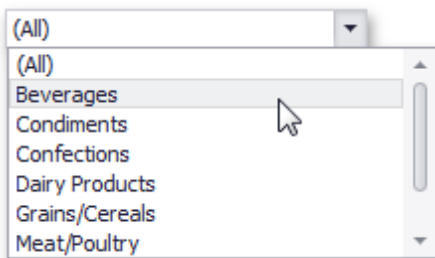 (All)
(All)
Beverages
Condiments
Confections
Dairy Products
Grains/Cereals
Meat/Poultry